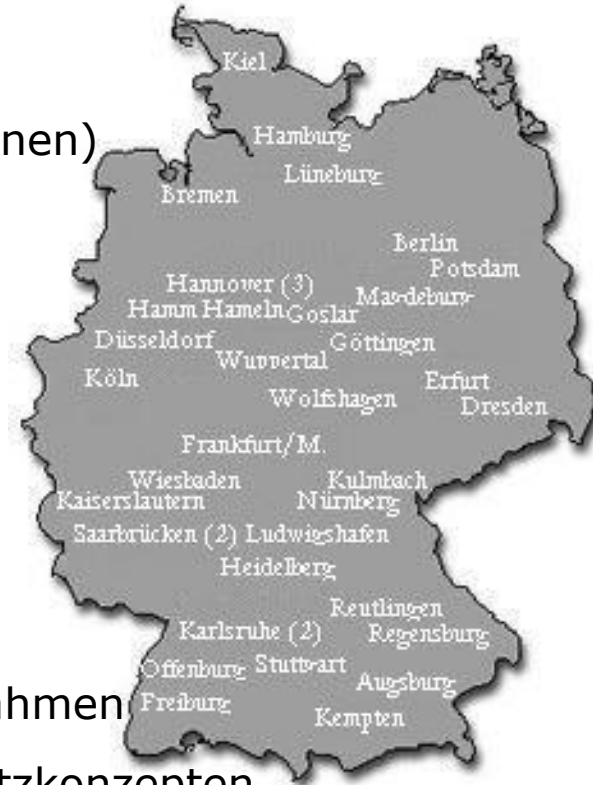 Kiel
nen)
Hamburg
Lüneburg
Bremen
Berlin
Potsdam
Hannover (3)
Magdeburg
Hamm Hameln Goslar
Düsseldorf
Göttingen
Wuppertal
Köln
Erfurt
Wolfshagen
Dresden
Frankfurt/M.
Wiesbaden
Kulmbach
Kaiserslautern
Nürnberg
Saarbrücken (2) Ludwigshafen
Heidelberg
Reutlingen
Karlsruhe (2)
Regensburg
Offenburg Stuttgart
Augsburg
ahmen
Freiburg
Kempten
tzkonzepten